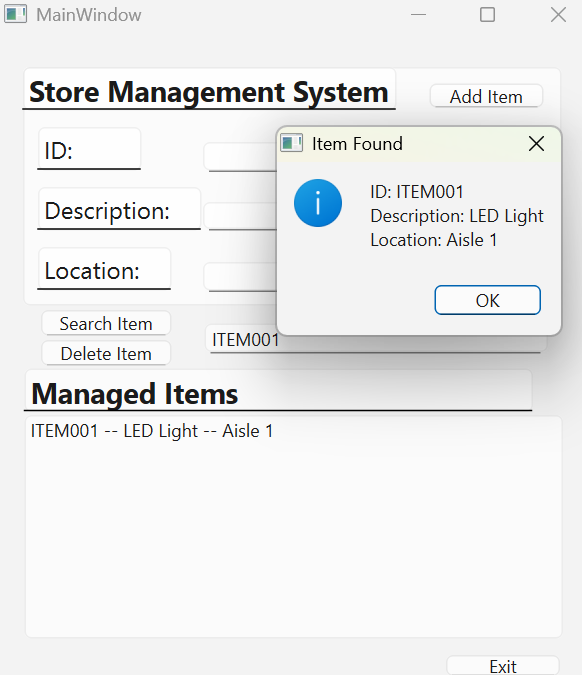 MainWindow
Store Management System
Add Item
Item Found
ID:
ID: ITEM001
Description: LED Light
Location: Aisle 1
Description:
Location:
OK
Search Item
Delete Item
ITEM001
Managed Items
ITEM001 -- LED Light -- Aisle 1
Exit